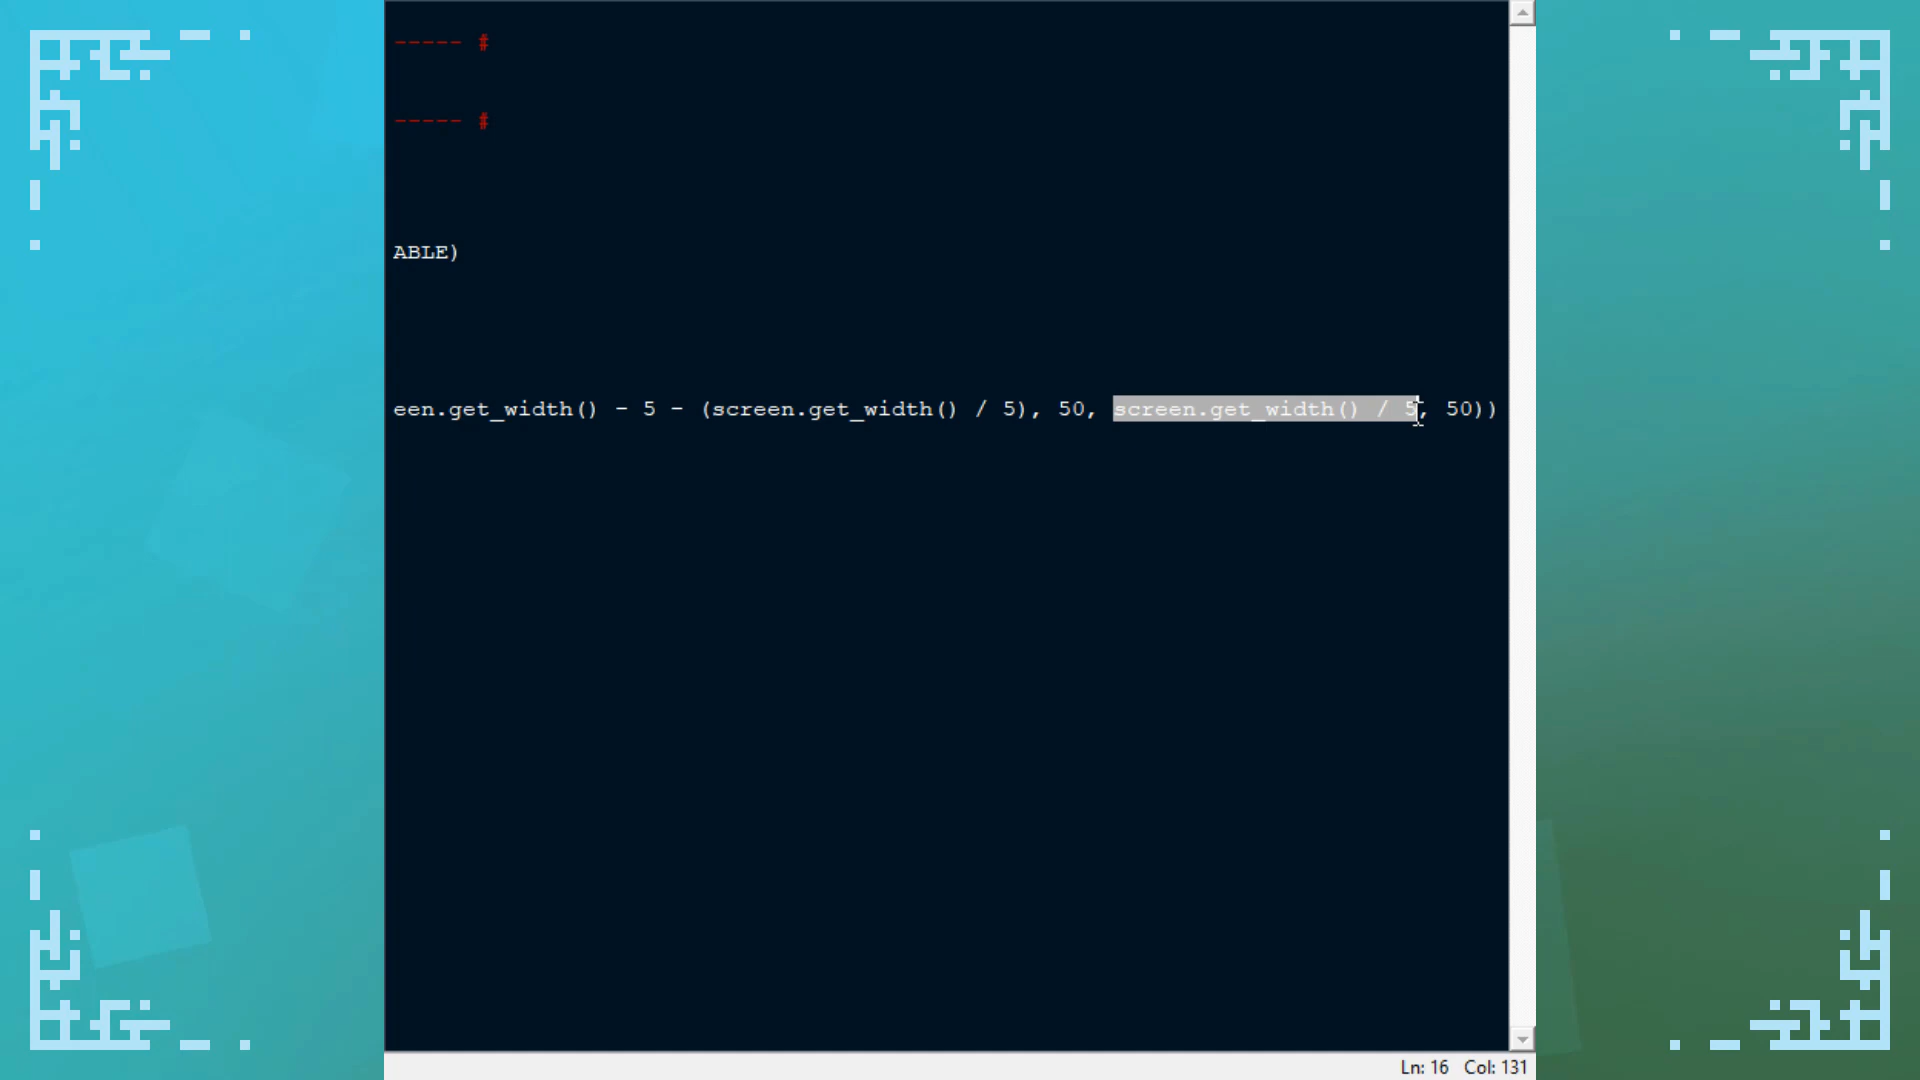 ----- #
----- #
ABLE)
een.get_width() - 5 - (screen.get_width() / 5), 50, screen.get_width() / 5, 50))
Ln: 16 Col: 131